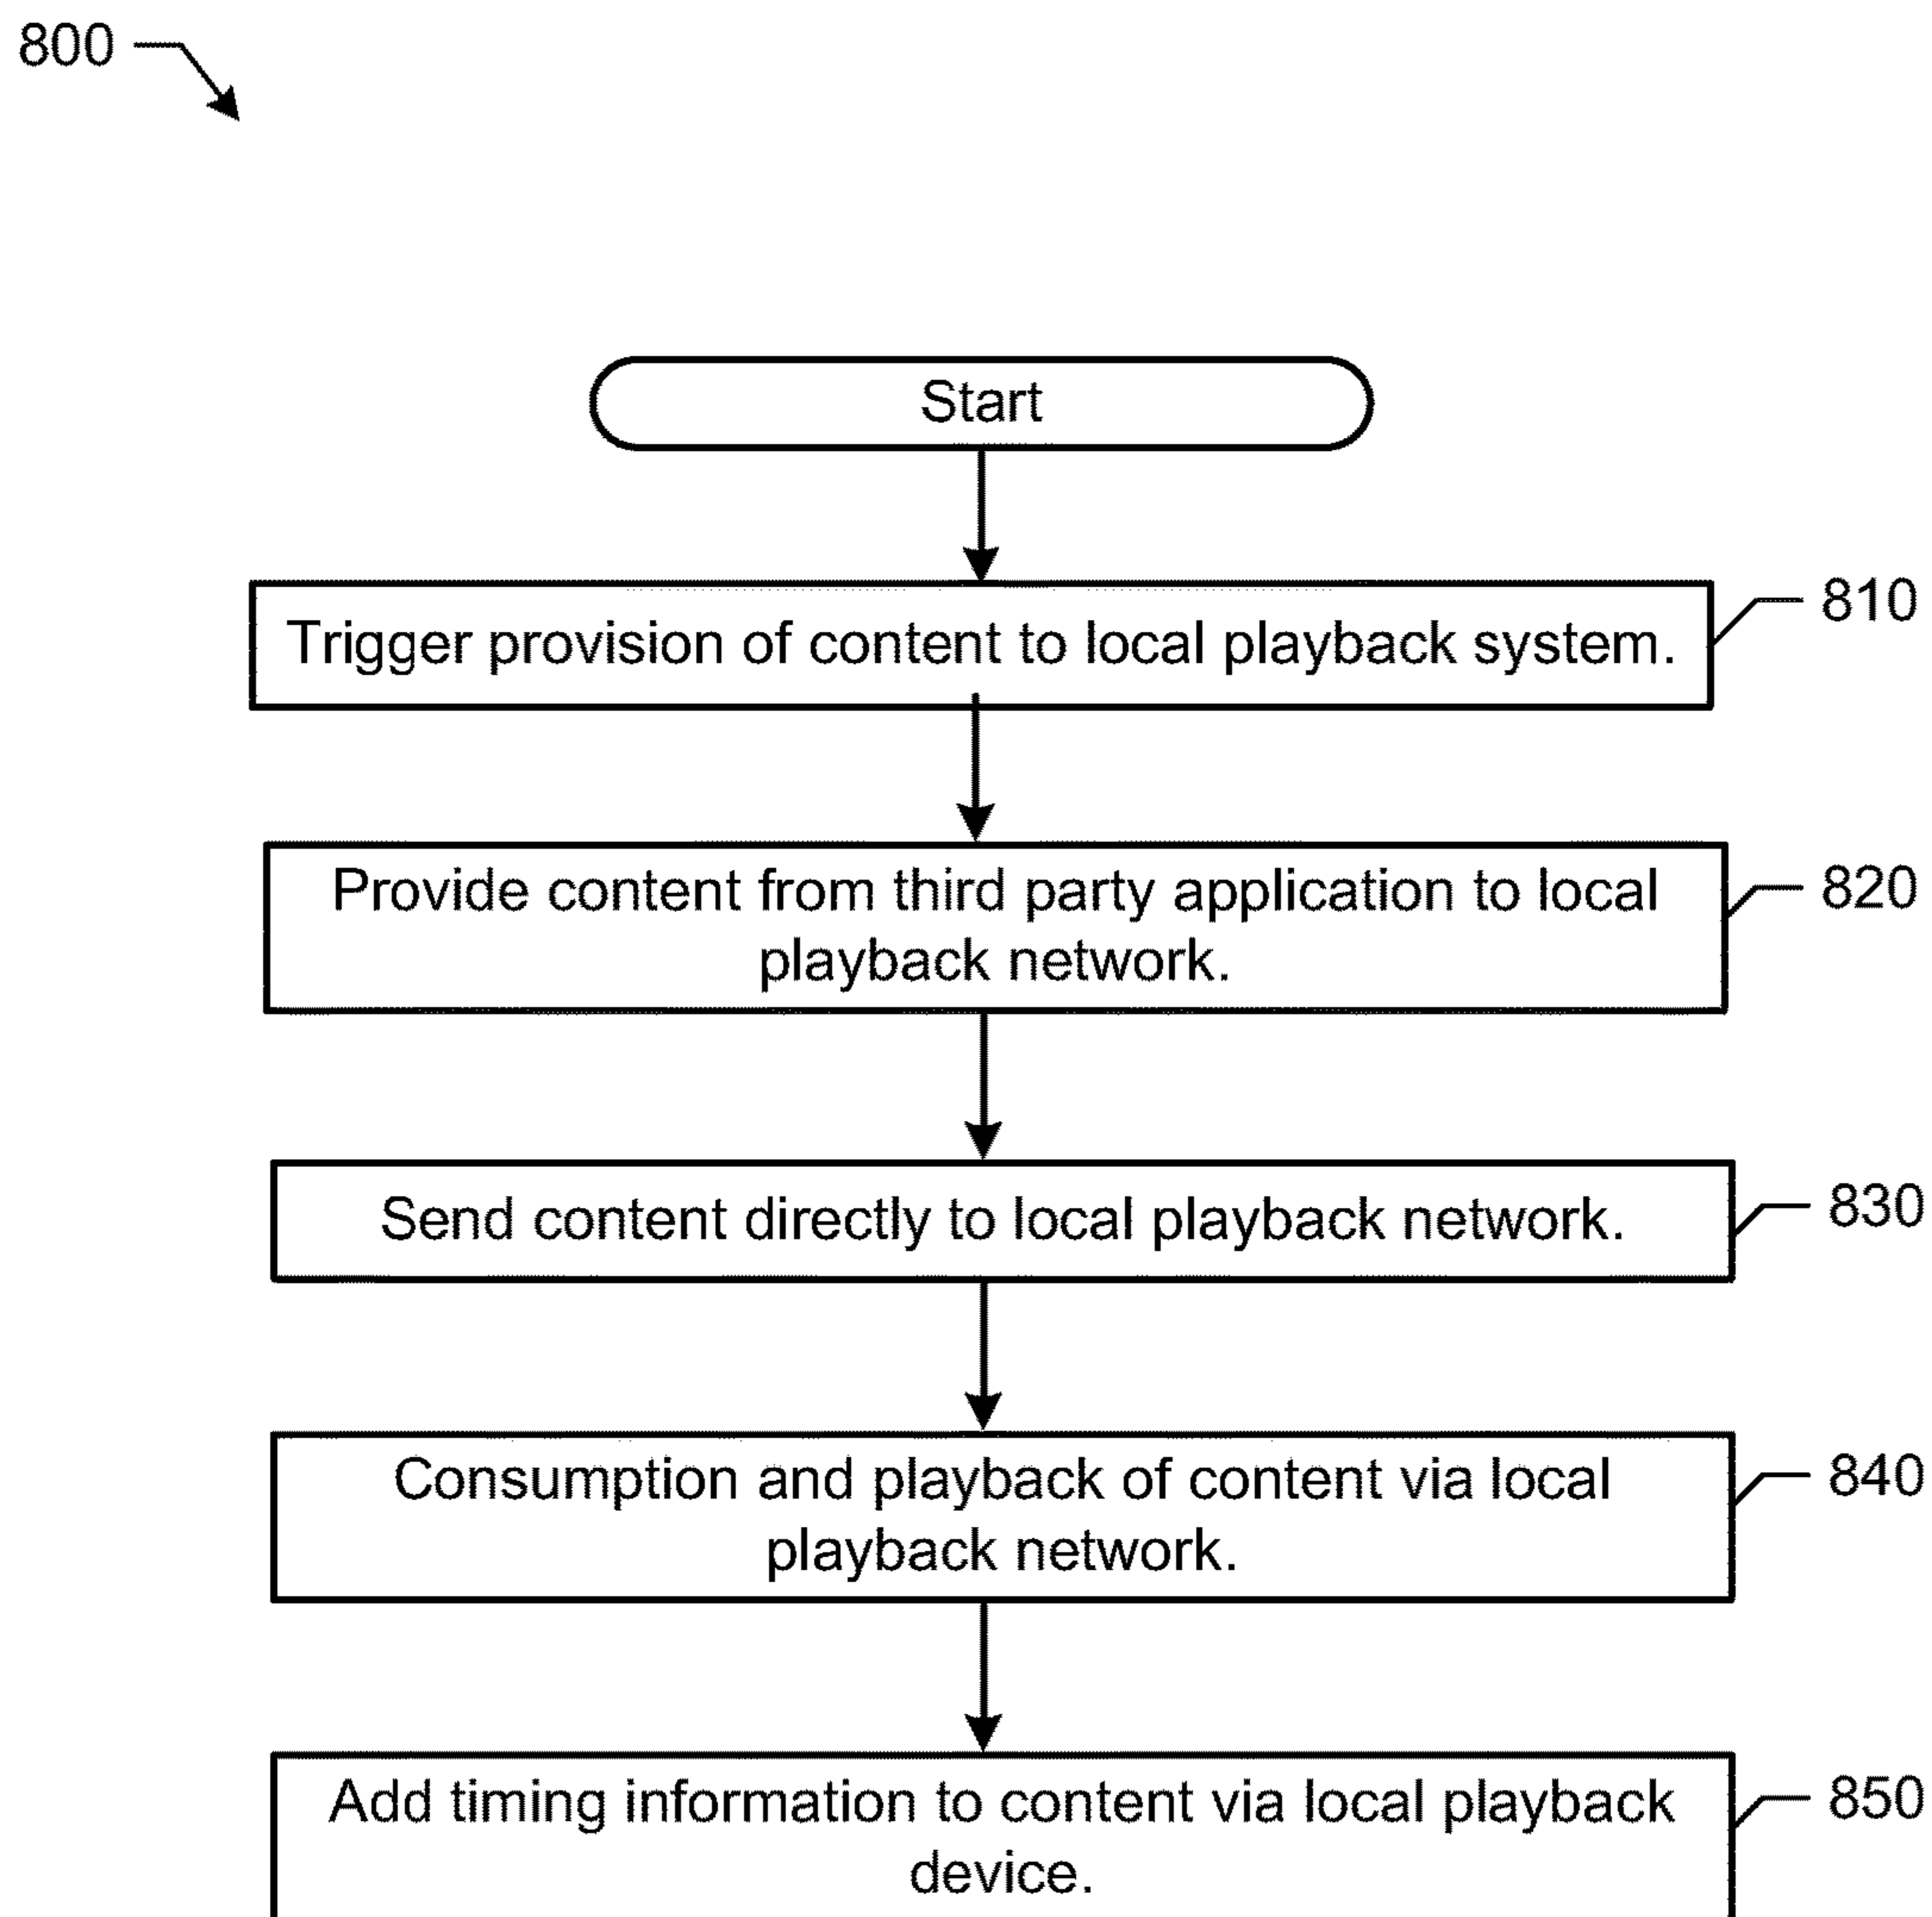 800
Start
Trigger provision of content to local playback system.
810
Provide content from third party application to local
playback network.
820
Send content directly to local playback network.
830
Consumption and playback of content via local
playback network.
840
Add timing information to content via local playback
device.
850